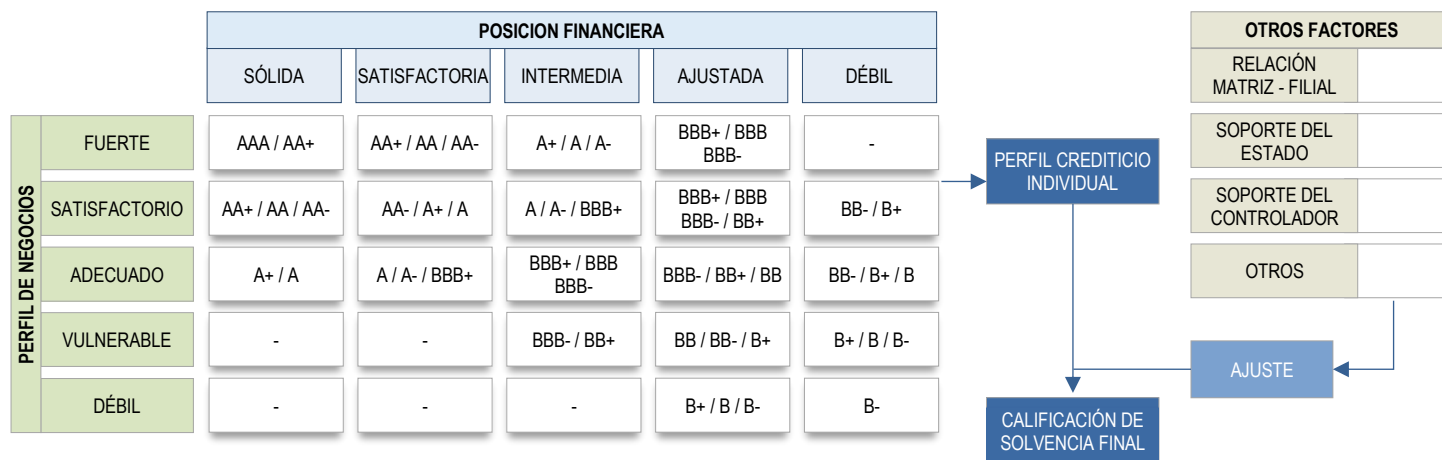 POSICION FINANCIERA
SÓLIDA
SATISFACTORIA
INTERMEDIA
AJUSTADA
DÉBIL
PERFIL DE NEGOCIOS
FUERTE
AAA / AA+
AA+ / AA / AA-
A+ / A / A-
BBB+ / BBB
BBB-
-
SATISFACTORIO
AA+ / AA / AA-
AA- / A+ / A
A / A- / BBB+
BBB+ / BBB
BBB- / BB+
BB- / B+
ADECUADO
A+ / A
A / A- / BBB+
BBB+ / BBB
BBB-
BBB- / BB+ / BB
BB- / B+ / B
VULNERABLE
-
-
BBB- / BB+
BB / BB- / B+
B+ / B / B-
DÉBIL
-
-
-
B+ / B / B-
B-
PERFIL CREDITICIO
INDIVIDUAL
CALIFICACIÓN DE
SOLVENCIA FINAL
OTROS FACTORES
RELACIÓN
MATRIZ - FILIAL
SOPORTE DEL
ESTADO
SOPORTE DEL
CONTROLADOR
OTROS
AJUSTE